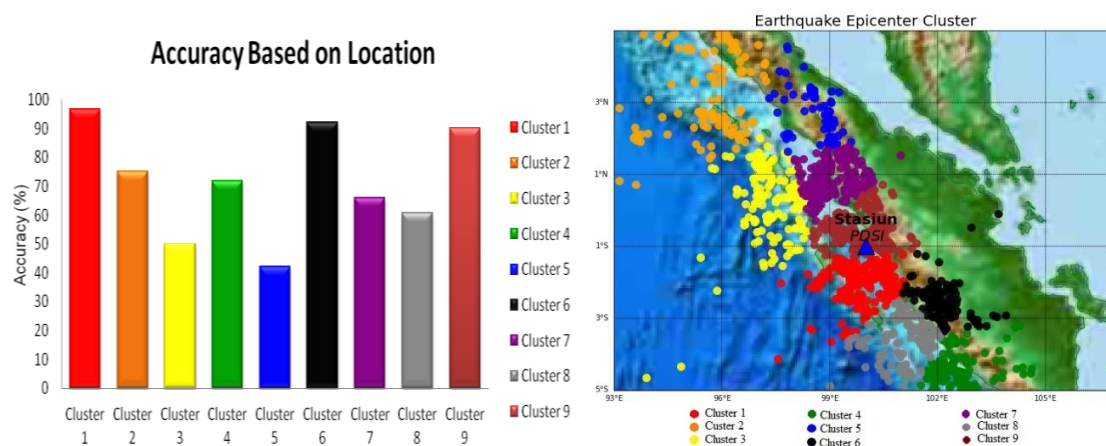 Accuracy Based on Location
Accuracy (%)
100
90
80
70
60
50
40
30
20
10
0
Cluster 1
Cluster 2
Cluster 3
Cluster 4
Cluster 5
Cluster 6
Cluster 7
Cluster 8
Cluster 9
Cluster 1
Cluster 2
Cluster 3
Cluster 4
Cluster 5
Cluster 6
Cluster 7
Cluster 8
Cluster 9
Earthquake Epicenter Cluster
3°N
1°N
1°S
3°S
5°S
Stasiun
PDSI
93°E 96°E 99°E 102°E 105°E
Cluster 1 Cluster 4 Cluster 7
Cluster 2 Cluster 5 Cluster 8
Cluster 3 Cluster 6 Cluster 9